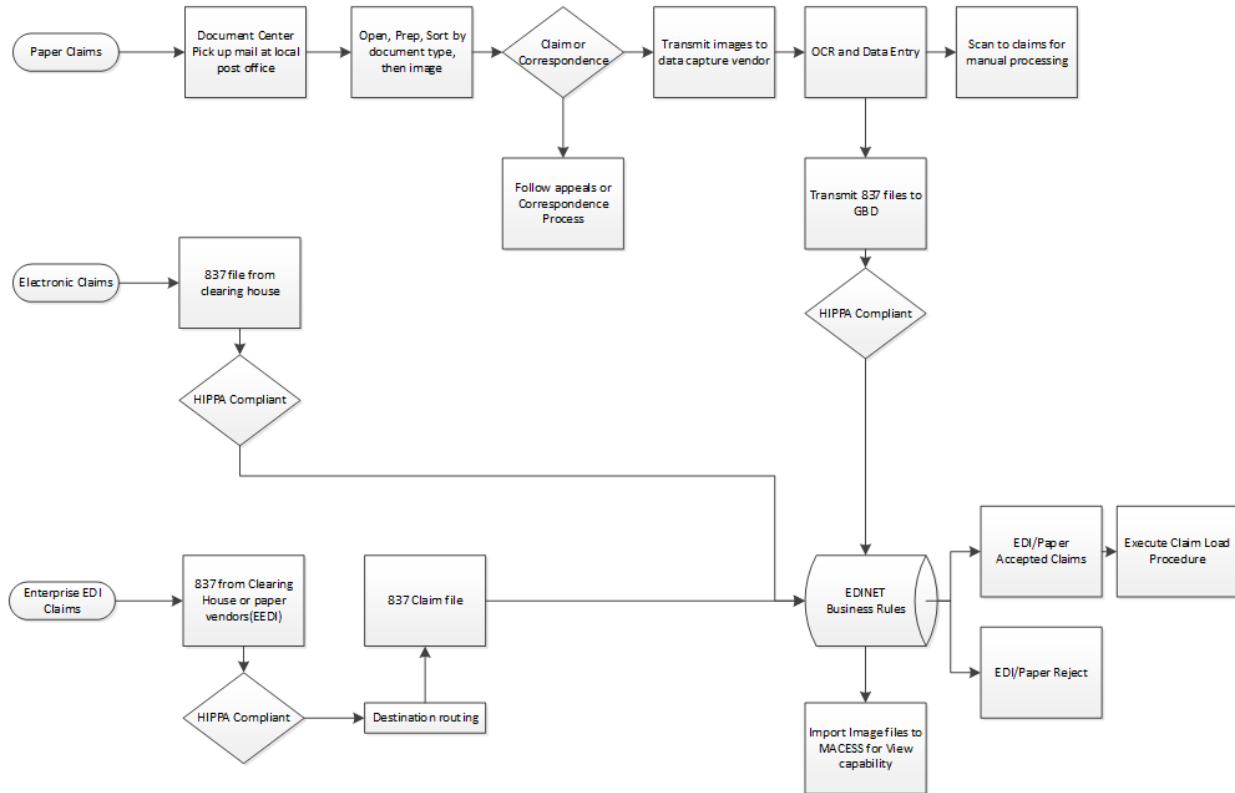 Paper Claims
Document Center
Pick up mail at local
post office
Open, Prep, Sort by
document type,
then image
Claim or
Correspondence
Transmit images to
data capture vendor
OCR and Data Entry
Scan to claims for
manual processing
Follow appeals or
Correspondence
Process
Transmit 837 files to
GBD
Electronic Claims
837 file from
clearing house
HIPPA Compliant
HIPPA Compliant
Enterprise EDI
Claims
837 from Clearing
House or paper
vendors(EEDI)
837 Claim file
EDINET
Business Rules
EDI/Paper
Accepted Claims
Execute Claim Load
Procedure
EDI/Paper Reject
HIPPA Compliant
Destination routing
Import Image files to
MACESS for View
capability